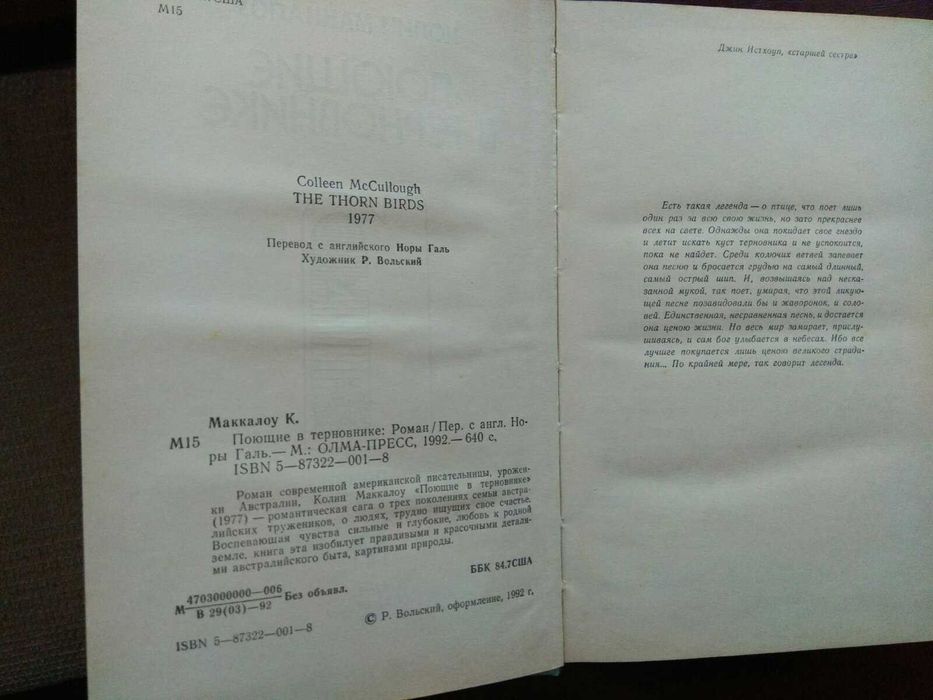 США
М15
Colleen McCullough
THE THORN BIRDS
1977
Перевод с английского Норы Галь
Художник Р. Вольский
Маккалоу К.
М15 Поющие в терновнике: Роман/Пер. с англ. Но-
ры Галь.— М.: ОЛМА-ПРЕСС, 1992.— 640 с.
ISBN 5—87322—001—8
Роман современной американской писательницы, урожен-
ки Австралии, Колин Маккалоу «Поющие в терновнике»
(1977) — романтическая сага о трех поколениях семьи австра-
лийских тружеников, о людях, трудно ищущих свое счастье.
Воспевающая чувства сильные и глубокие, любовь к родной
земле, книга эта изобилует правдивыми и красочными деталя-
ми австралийского быта, картинами природы.
М 4703000000—006
В 29(03)—92 Без объявл.
ББК 84.7США
ISBN 5—87322—001—8
© Р. Вольский, оформление, 1992 г.
Джин Истхоуп, «старшей сестре»
Есть такая легенда — о птице, что поет лишь
один раз за всю свою жизнь, но зато прекраснее
всех на свете. Однажды она покидает свое гнездо
и летит искать куст терновника и не успокоится,
пока не найдет. Среди колючих ветвей запевает
она песню и бросается грудью на самый длинный,
самый острый шип. И, возвышаясь над неска-
занной мукой, так поет, умирая, что этой ликую-
щей песне позавидовали бы и жаворонок, и соло-
вей. Единственная, несравненная песнь, и достается
она ценою жизни. Но весь мир замирает, прислу-
шиваясь, и сам бог улыбается в небесах. Ибо все
лучшее покупается лишь ценою великого страда-
ния... По крайней мере, так говорит легенда.